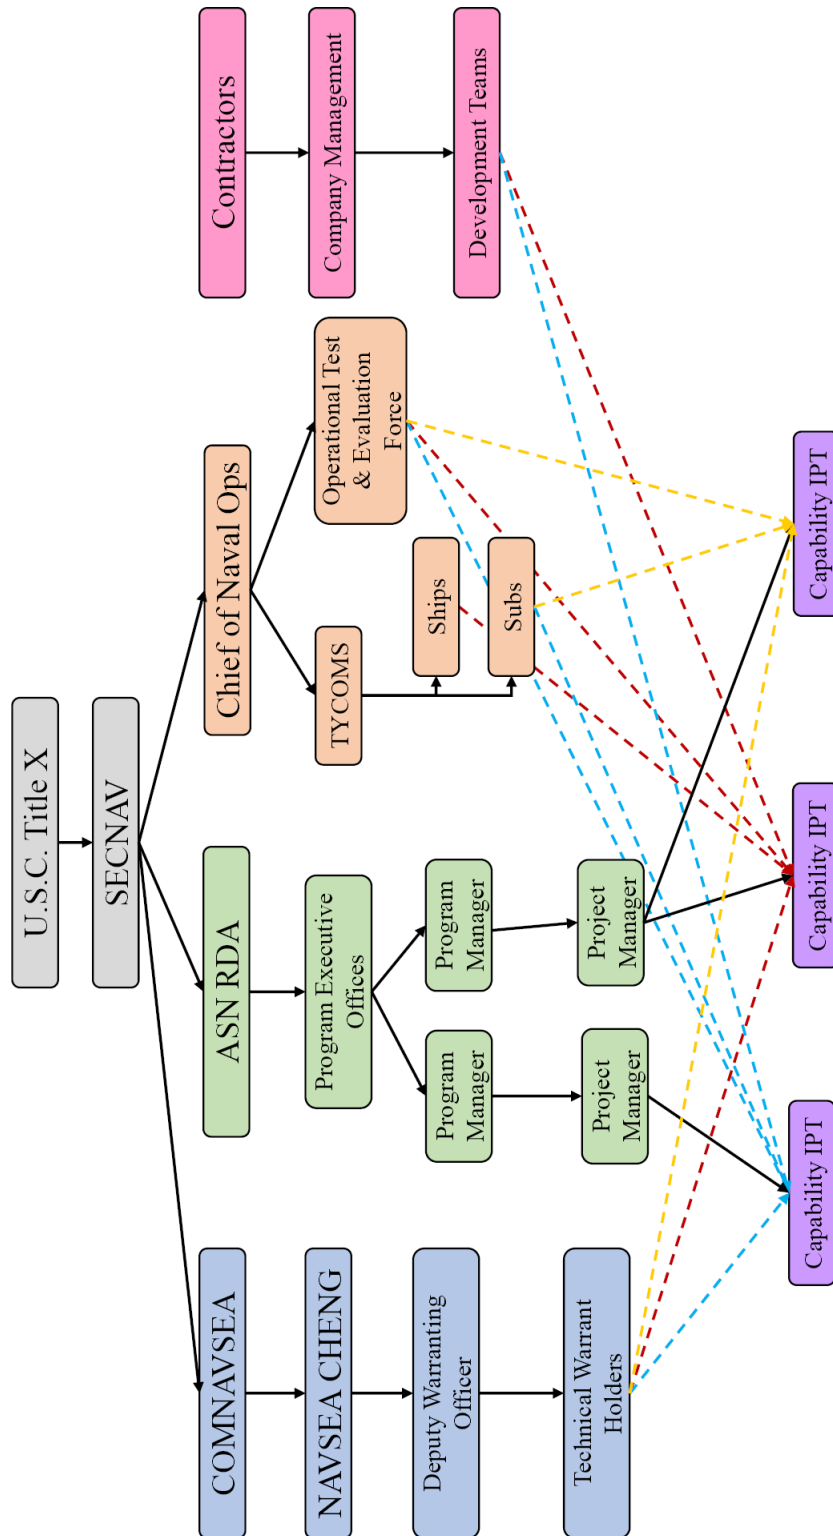 U.S.C. Title X
SECNAV
COMNAVSEA
ASN RDA
Chief of Naval Ops
Contractors
NAVSEA CHENG
Program Executive
Offices
TYCOMS
Operational Test
& Evaluation
Force
Company Management
Deputy Warranting
Officer
Program
Manager
Program
Manager
Ships
Subs
Development Teams
Technical Warrant
Holders
Project
Manager
Project
Manager
Capability IPT
Capability IPT
Capability IPT